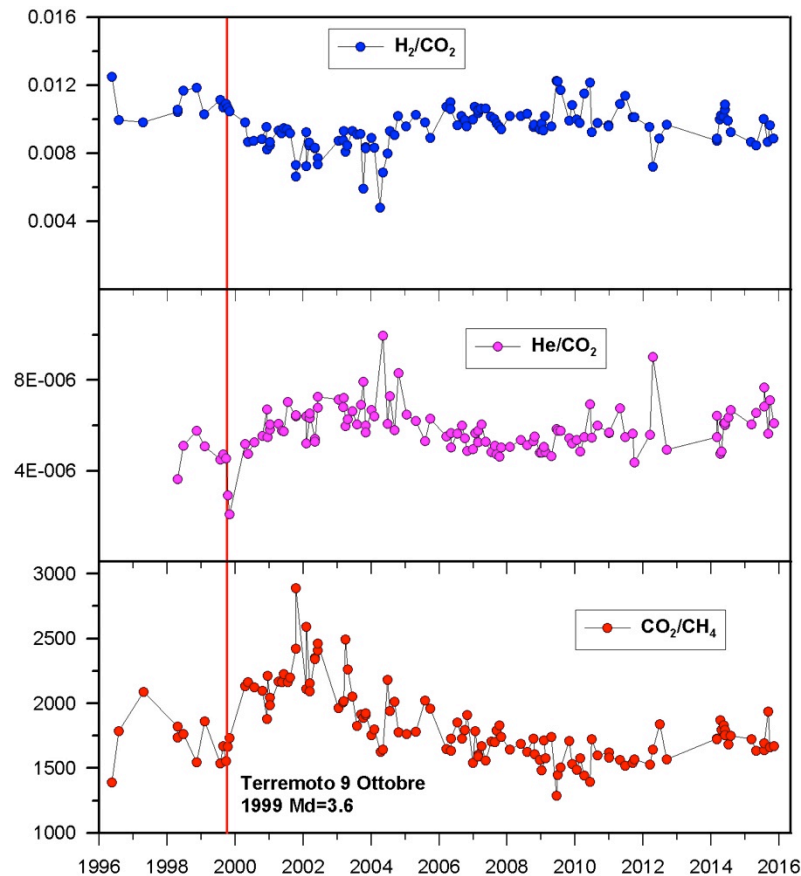 0.016
0.012
0.008
0.004
H₂/CO₂
8E-006
4E-006
He/CO₂
3000
2500
2000
1500
1000
CO₂/CH₄
Terremoto 9 Ottobre
1999 Md=3.6
1996 1998 2000 2002 2004 2006 2008 2010 2012 2014 2016